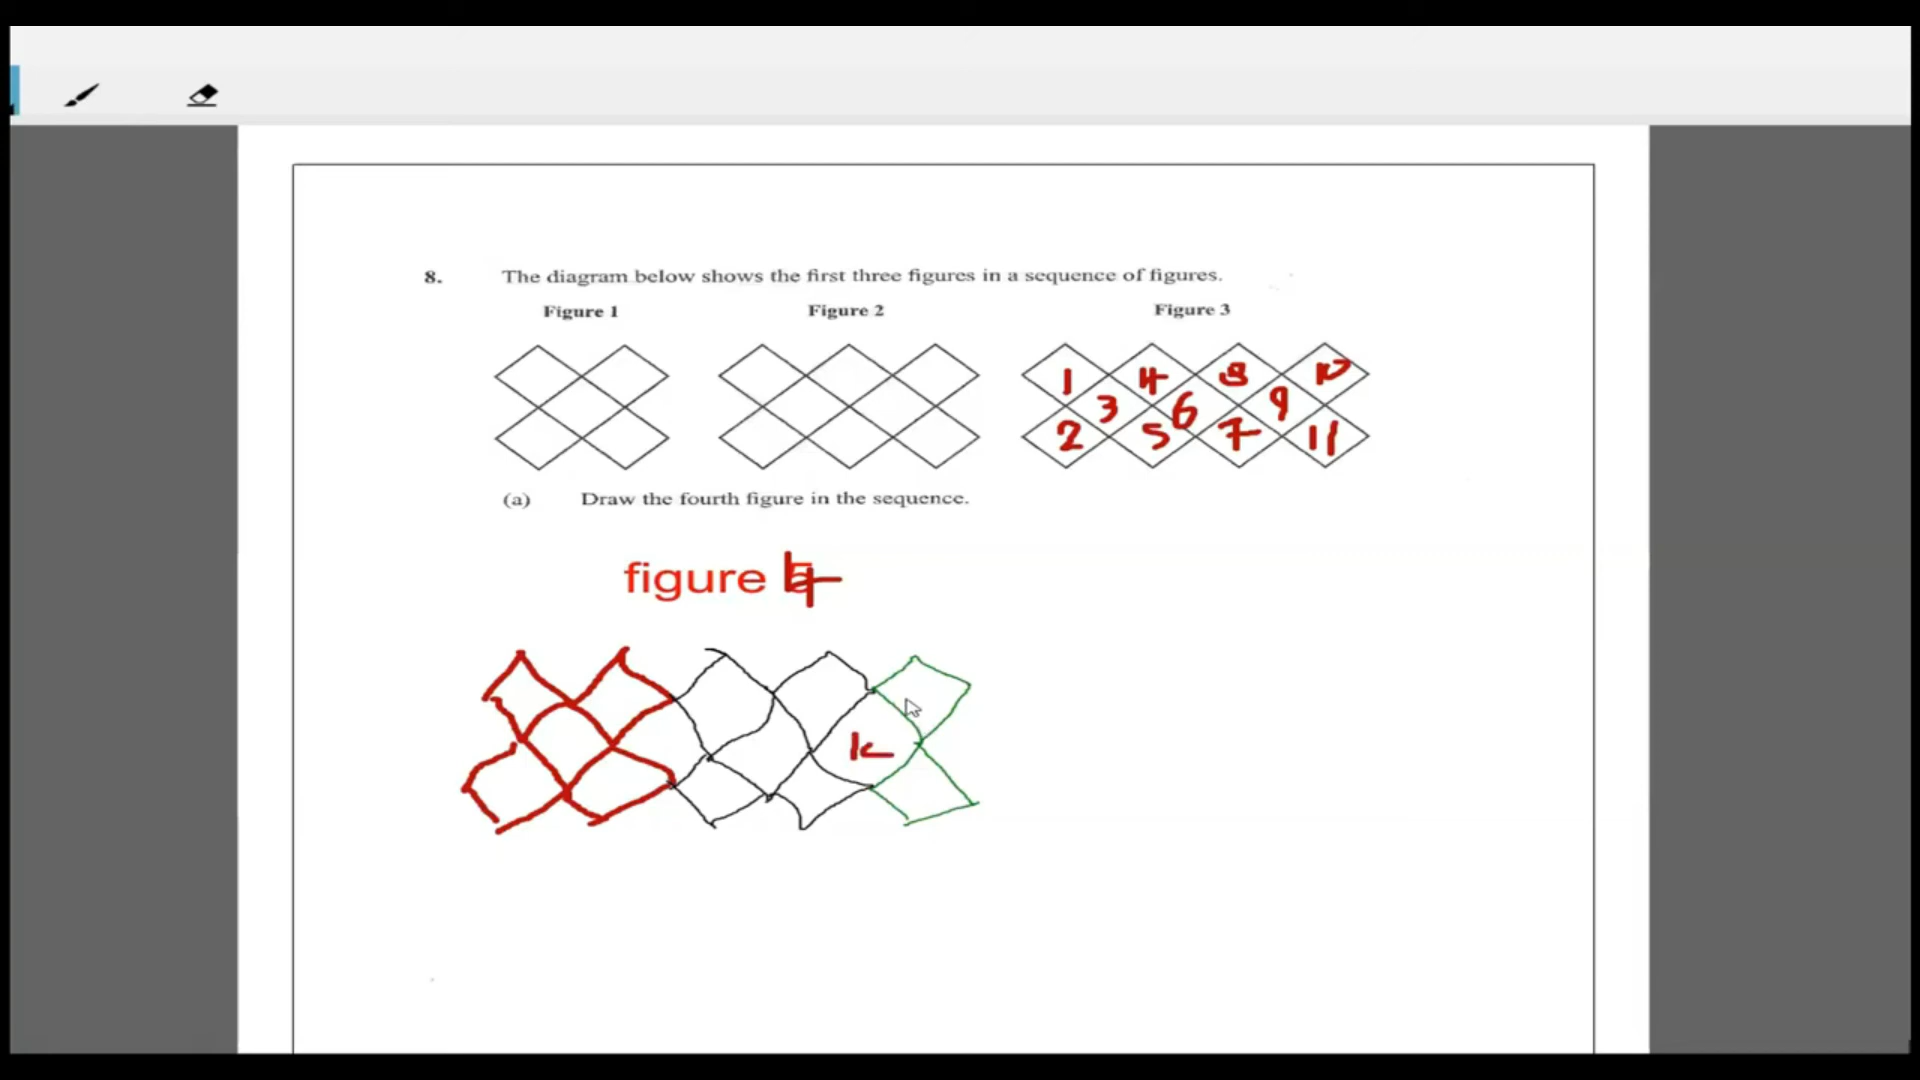 8. The diagram below shows the first three figures in a sequence of figures.
Figure 1 Figure 2 Figure 3
1 4 8 10
3 6 9
2 5 7 11
(a) Draw the fourth figure in the sequence.
figure 4